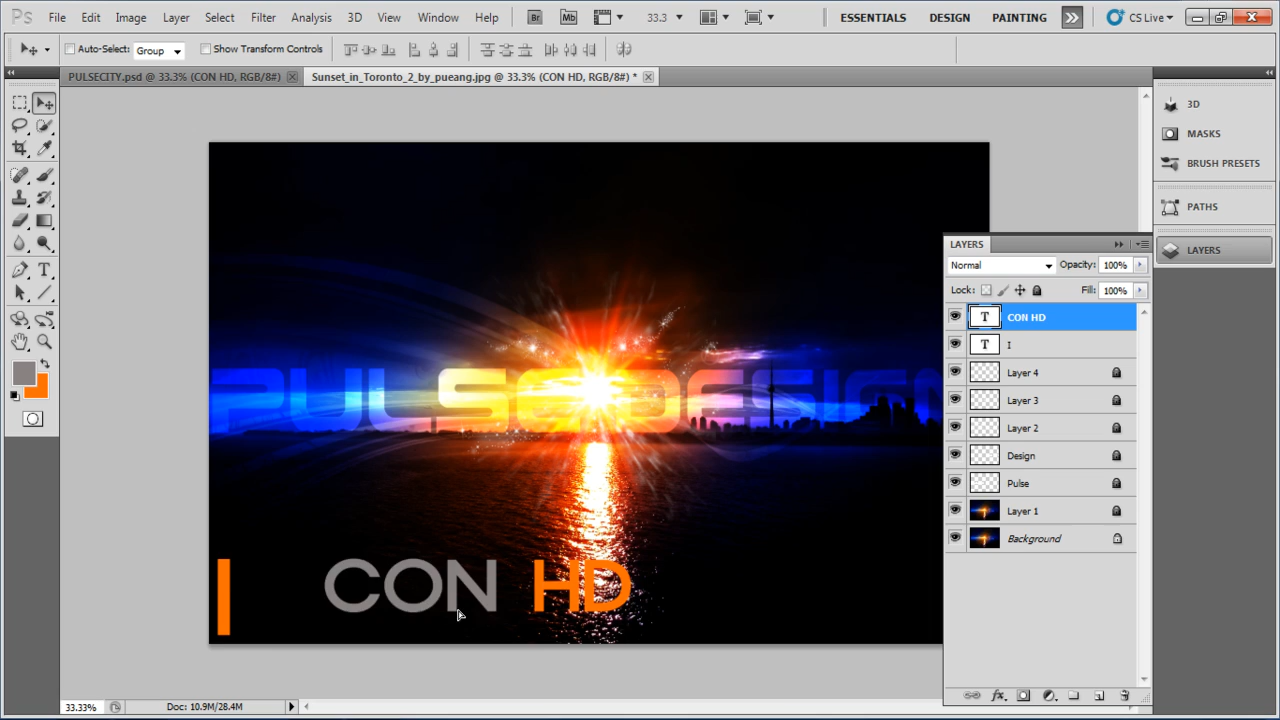 Ps File Edit Image Layer Select Filter Analysis 3D View Window Help Br Mb 33.3 ESSENTIALS DESIGN PAINTING CS Live
Auto-Select: Group Show Transform Controls
PULSECITY.psd @ 33.3% (CON HD, RGB/8#) Sunset_in_Toronto_2_by_pueang.jpg @ 33.3% (CON HD, RGB/8#) *
3D
MASKS
BRUSH PRESETS
PATHS
LAYERS
LAYERS
Normal Opacity: 100%
Lock: Fill: 100%
T CON HD
T I
Layer 4
Layer 3
Layer 2
Design
Pulse
Layer 1
Background
PULSE DESIGN
I CON HD
33.33% Doc: 10.9M/28.4M